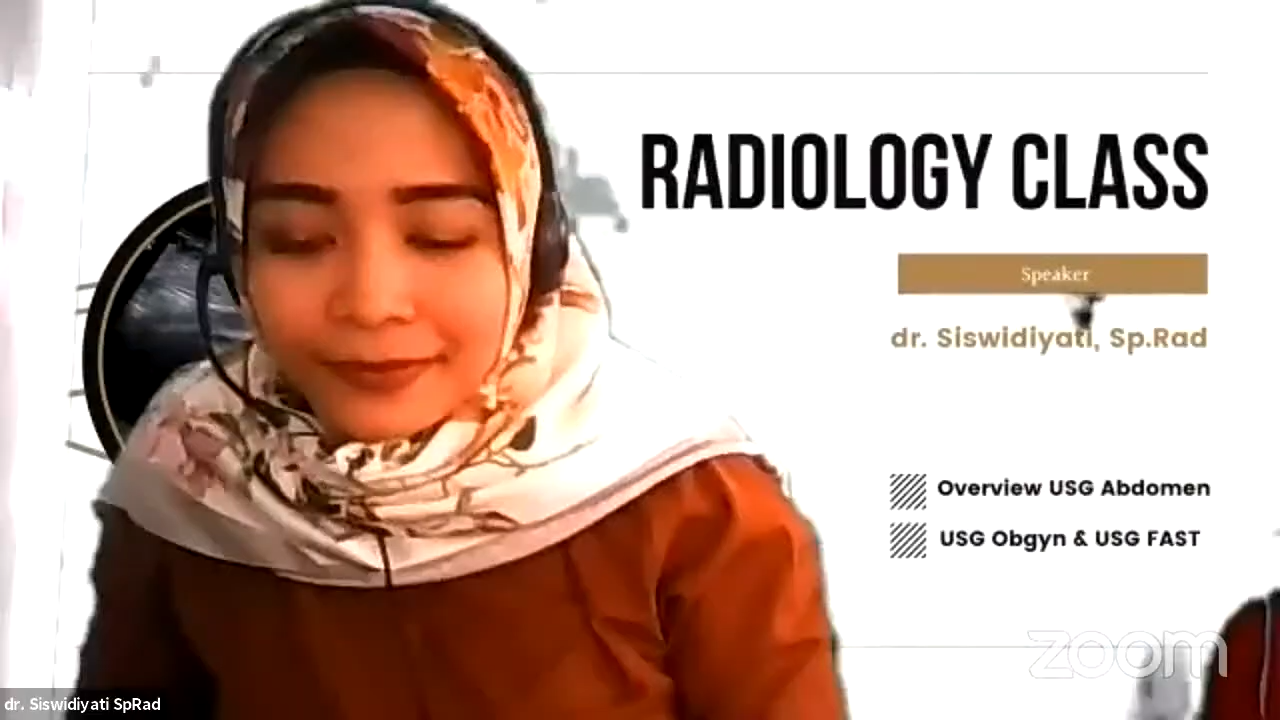 RADIOLOGY CLASS
Speaker
dr. Siswidiyati, Sp.Rad
Overview USG Abdomen
USG Obgyn & USG FAST
zoom
dr. Siswidiyati SpRad